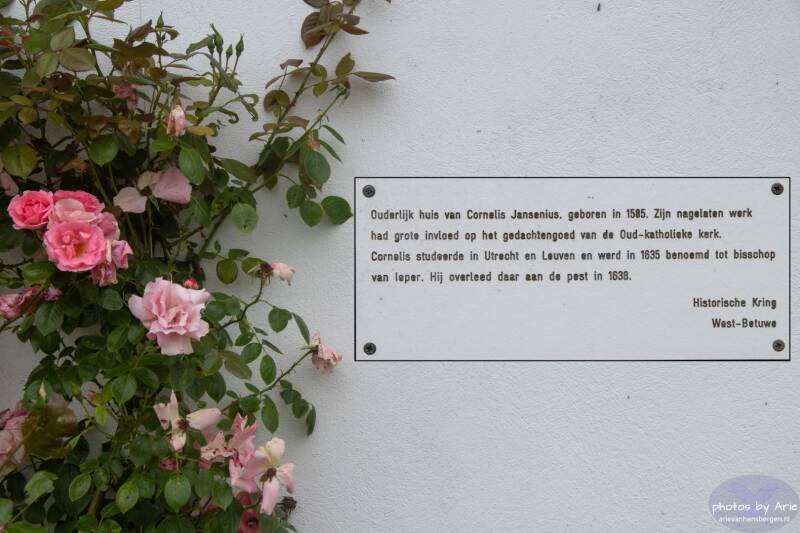 Ouderlijk huis van Cornelis Jansenius, geboren in 1585. Zijn nagelaten werk
had grote invloed op het gedachtengoed van de Oud-katholieke kerk.
Cornelis studeerde in Utrecht en Leuven en werd in 1635 benoemd tot bisschop
van Ieper. Hij overleed daar aan de pest in 1638.
Historische Kring
West-Betuwe
photos by Arie
arievanhensbergen.nl